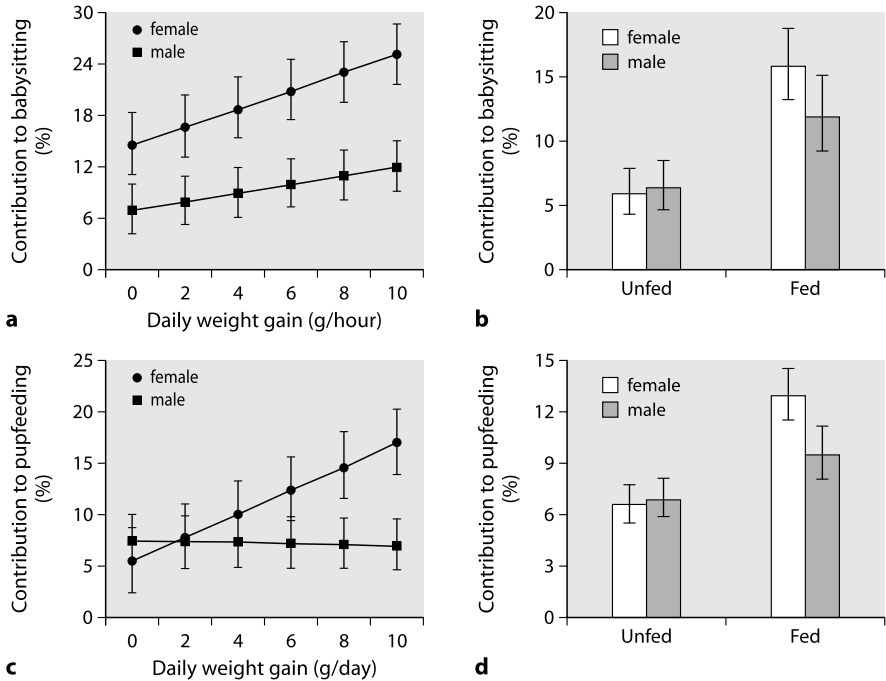 30
24
18
12
6
0
Contribution to babysitting
(%)
female
male
0 2 4 6 8 10
Daily weight gain (g/hour)
a
20
15
10
5
0
Contribution to babysitting
(%)
female
male
Unfed Fed
b
25
20
15
10
5
0
Contribution to pupfeeding
(%)
female
male
0 2 4 6 8 10
Daily weight gain (g/day)
c
15
12
9
6
3
0
Contribution to pupfeeding
(%)
female
male
Unfed Fed
d